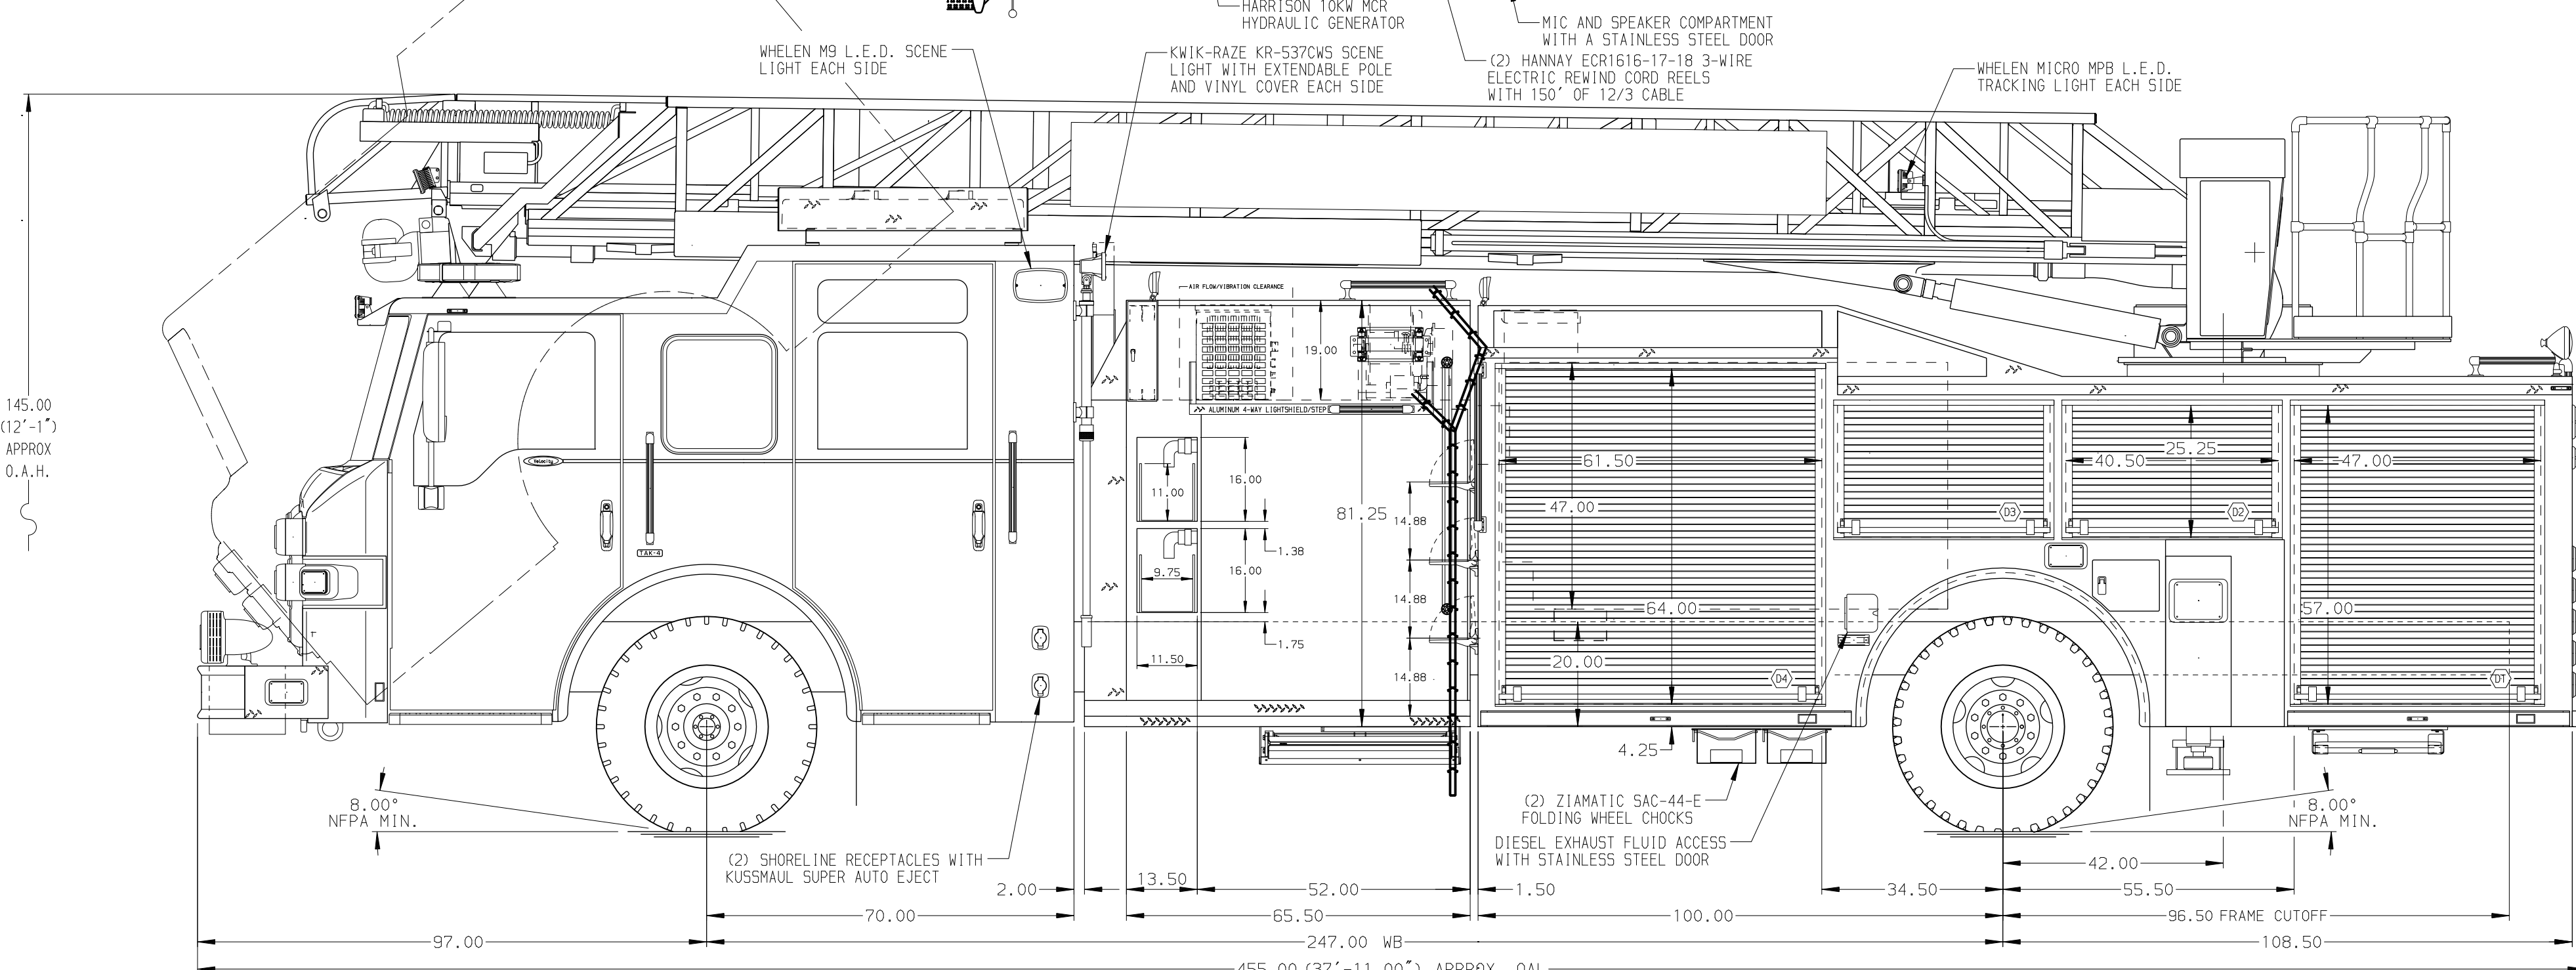 HARRISON 10KW MCR
HYDRAULIC GENERATOR
MIC AND SPEAKER COMPARTMENT
WITH A STAINLESS STEEL DOOR
WHELEN M9 L.E.D. SCENE
LIGHT EACH SIDE
KWIK-RAZE KR-537CWS SCENE
LIGHT WITH EXTENDABLE POLE
AND VINYL COVER EACH SIDE
(2) HANNAY ECR1616-17-18 3-WIRE
ELECTRIC REWIND CORD REELS
WITH 150' OF 12/3 CABLE
WHELEN MICRO MPB L.E.D.
TRACKING LIGHT EACH SIDE
145.00
(12'-1")
APPROX
O.A.H.
AIR FLOW/VIBRATION CLEARANCE
19.00
ALUMINUM 4-WAY LIGHTSHIELD/STEP
Velocity
TAK-4
11.00
16.00
1.38
9.75
16.00
1.75
11.50
81.25
14.88
14.88
14.88
61.50
47.00
64.00
20.00
D4
D3
25.25
40.50
D2
47.00
57.00
D1
4.25
8.00°
NFPA MIN.
(2) ZIAMATIC SAC-44-E
FOLDING WHEEL CHOCKS
DIESEL EXHAUST FLUID ACCESS
WITH STAINLESS STEEL DOOR
8.00°
NFPA MIN.
(2) SHORELINE RECEPTACLES WITH
KUSSMAUL SUPER AUTO EJECT
42.00
2.00
13.50
52.00
1.50
34.50
55.50
70.00
65.50
100.00
96.50 FRAME CUTOFF
97.00
247.00 WB
108.50
455.00 (37'-11.00") APPROX. OAL